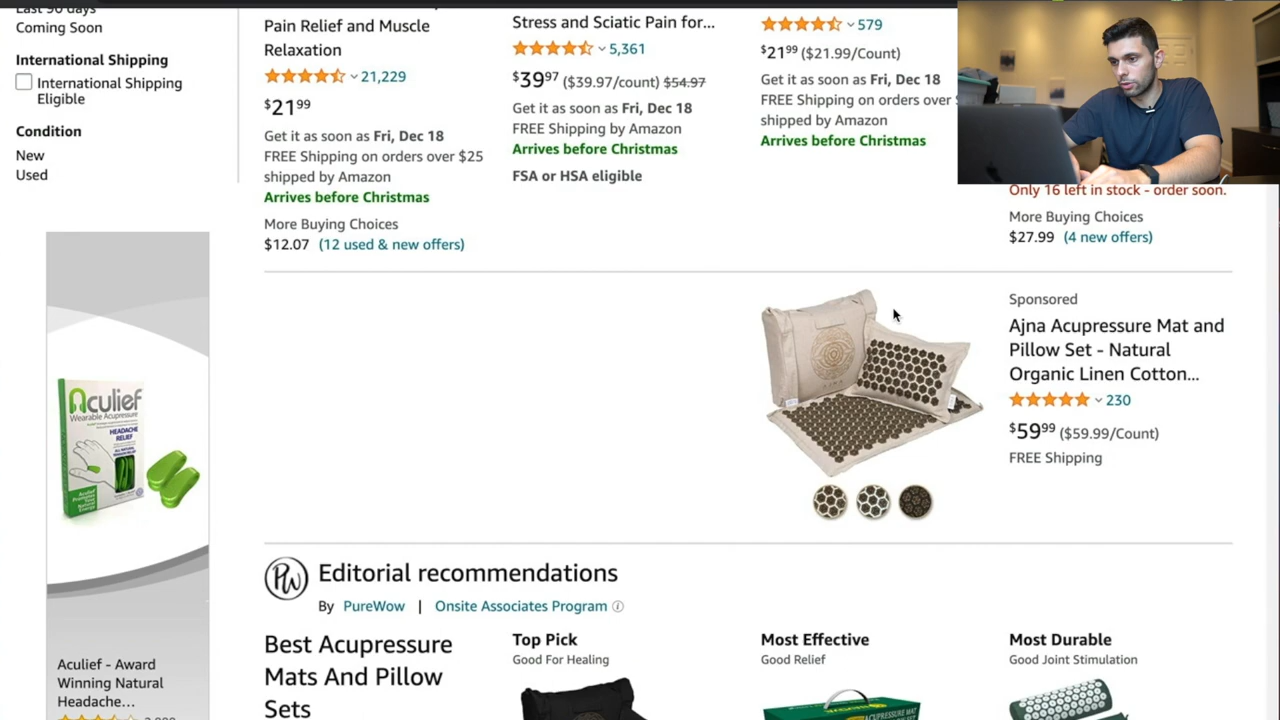 Last 90 days
Coming Soon
International Shipping
International Shipping
Eligible
Condition
New
Used
Pain Relief and Muscle
Relaxation
21,229
$21 99
Get it as soon as Fri, Dec 18
FREE Shipping on orders over $25
shipped by Amazon
Arrives before Christmas
More Buying Choices
$12.07 (12 used & new offers)
Stress and Sciatic Pain for...
5,361
$39 97 ($39.97/count) $54.97
Get it as soon as Fri, Dec 18
FREE Shipping by Amazon
Arrives before Christmas
FSA or HSA eligible
579
$21 99 ($21.99/Count)
Get it as soon as Fri, Dec 18
FREE Shipping on orders over
shipped by Amazon
Arrives before Christmas
Only 16 left in stock - order soon.
More Buying Choices
$27.99 (4 new offers)
Aculief
Wearable Acupressure
HEADACHE
RELIEF
Aculief - Award
Winning Natural
Headache...
Sponsored
Ajna Acupressure Mat and
Pillow Set - Natural
Organic Linen Cotton...
230
$59 99 ($59.99/Count)
FREE Shipping
PW
Editorial recommendations
By PureWow | Onsite Associates Program
Best Acupressure
Mats And Pillow
Sets
Top Pick
Good For Healing
Most Effective
Good Relief
ACUPRESSURE MAT
Most Durable
Good Joint Stimulation